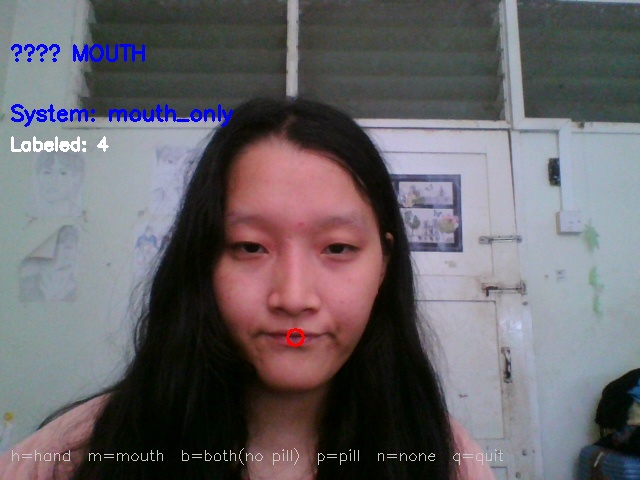 ???? MOUTH
System: mouth_only
Labeled: 4
h=hand m=mouth b=both(no pill) p=pill n=none q=quit